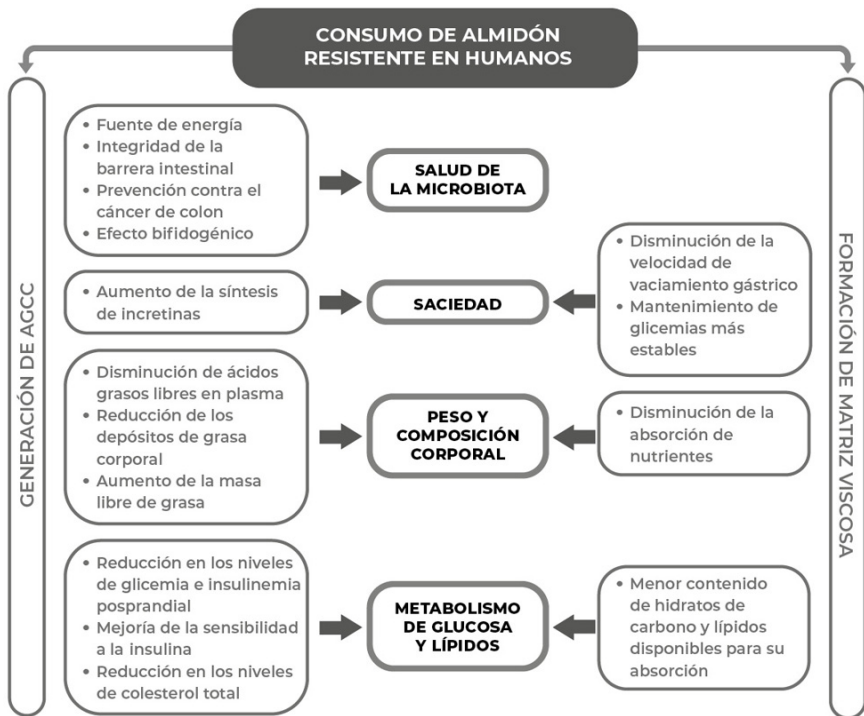 CONSUMO DE ALMIDÓN
RESISTENTE EN HUMANOS
GENERACIÓN DE AGCC
• Fuente de energía
• Integridad de la
barrera intestinal
• Prevención contra el
cáncer de colon
• Efecto bifidogénico
SALUD DE
LA MICROBIOTA
• Aumento de la síntesis
de incretinas
SACIEDAD
• Disminución de la
velocidad de
vaciamiento gástrico
• Mantenimiento de
glicemias más
estables
• Disminución de ácidos
grasos libres en plasma
• Reducción de los
depósitos de grasa
corporal
• Aumento de la masa
libre de grasa
PESO Y
COMPOSICIÓN
CORPORAL
• Disminución de la
absorción de
nutrientes
• Reducción en los niveles
de glicemia e insulinemia
posprandial
• Mejoría de la sensibilidad
a la insulina
• Reducción en los niveles
de colesterol total
METABOLISMO
DE GLUCOSA
Y LÍPIDOS
• Menor contenido
de hidratos de
carbono y lípidos
disponibles para su
absorción
FORMACIÓN DE MATRIZ VISCOSA